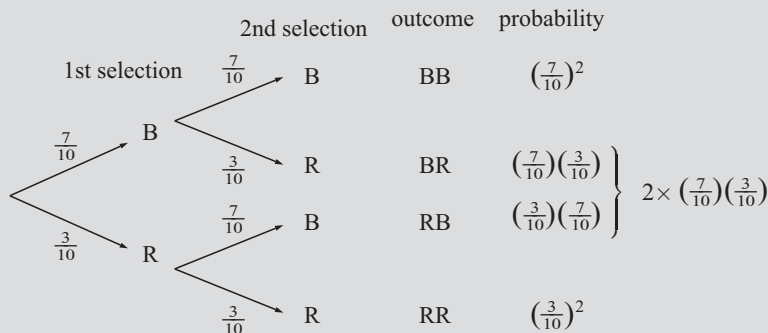 2nd selection outcome probability
1st selection
7/10 B BB (7/10)^2
7/10 B
3/10 R BR (7/10)(3/10)
2 × (7/10)(3/10)
7/10 B RB (3/10)(7/10)
3/10 R
3/10 R RR (3/10)^2